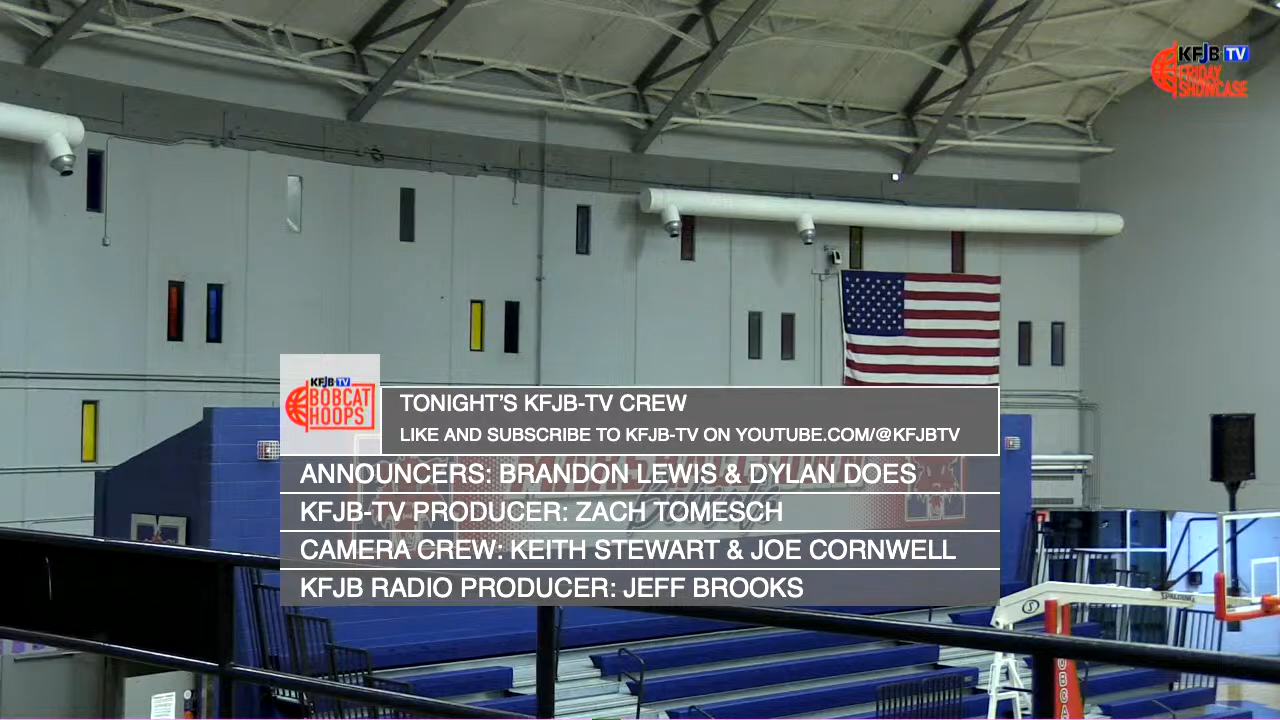 KFJB TV
FRIDAY
SHOWCASE
KFJB TV
BOBCAT
HOOPS
TONIGHT'S KFJB-TV CREW
LIKE AND SUBSCRIBE TO KFJB-TV ON YOUTUBE.COM/@KFJBTV
ANNOUNCERS: BRANDON LEWIS & DYLAN DOES
KFJB-TV PRODUCER: ZACH TOMESCH
CAMERA CREW: KEITH STEWART & JOE CORNWELL
KFJB RADIO PRODUCER: JEFF BROOKS
MARSHALLTOWN
Bobcats
SPALDING